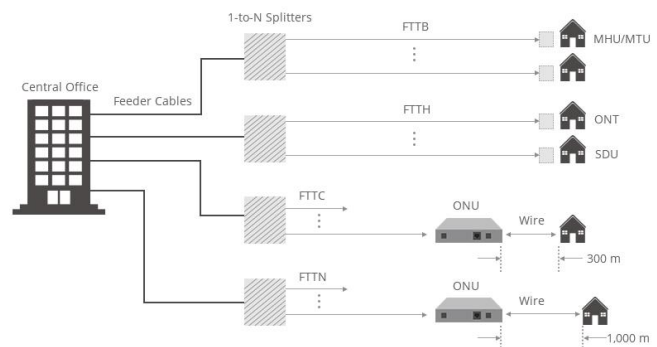 1-to-N Splitters
FTTB
MHU/MTU
Central Office
Feeder Cables
FTTH
ONT
SDU
FTTC
ONU
Wire
300 m
FTTN
ONU
Wire
1,000 m